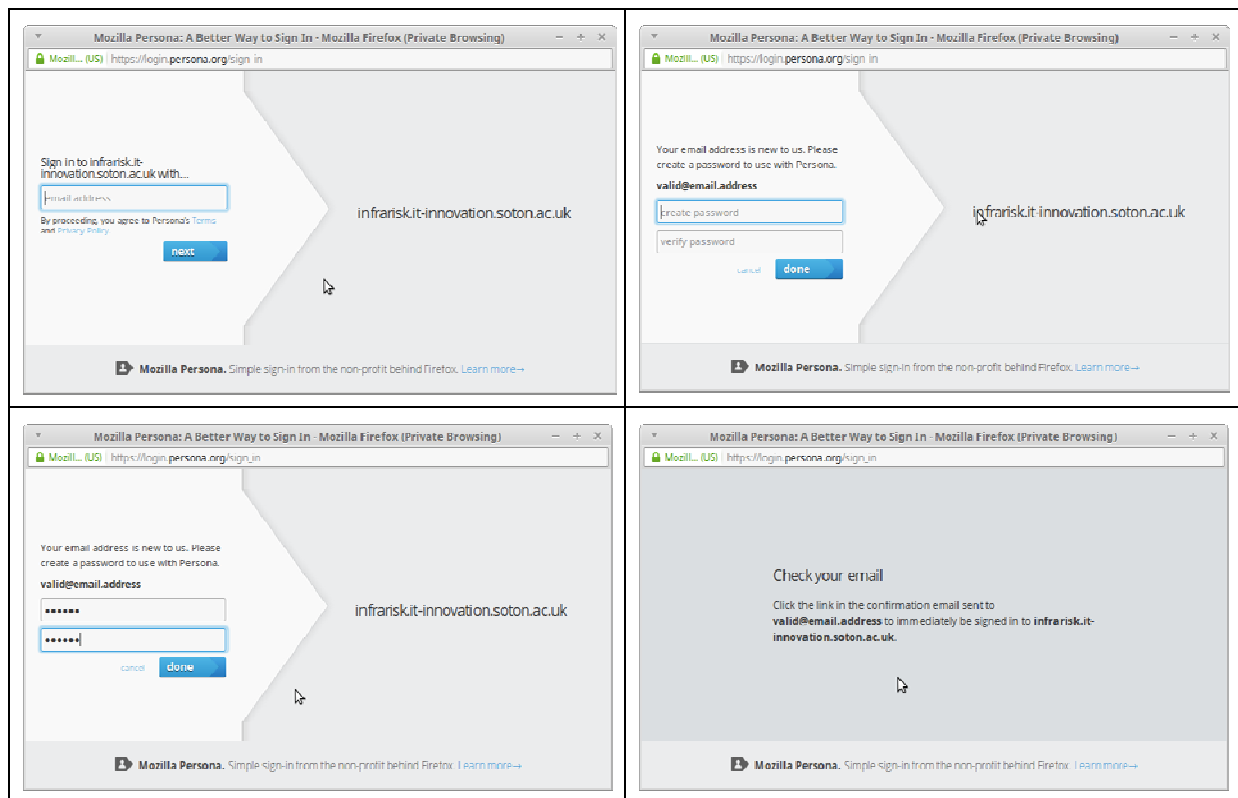 Mozilla Persona: A Better Way to Sign In - Mozilla Firefox (Private Browsing)
Mozill... (US) https://login.persona.org/sign_in
Sign in to infrarisk.it-
innovation.soton.ac.uk with...
email address
By proceeding, you agree to Persona's Terms
and Privacy Policy.
next
infrarisk.it-innovation.soton.ac.uk
Mozilla Persona. Simple sign-in from the non-profit behind Firefox. Learn more→
Mozilla Persona: A Better Way to Sign In - Mozilla Firefox (Private Browsing)
Mozill... (US) https://login.persona.org/sign_in
Your email address is new to us. Please
create a password to use with Persona.
valid@email.address
create password
verify password
cancel done
infrarisk.it-innovation.soton.ac.uk
Mozilla Persona. Simple sign-in from the non-profit behind Firefox. Learn more→
Mozilla Persona: A Better Way to Sign In - Mozilla Firefox (Private Browsing)
Mozill... (US) https://login.persona.org/sign_in
Your email address is new to us. Please
create a password to use with Persona.
valid@email.address
••••••
••••••
cancel done
infrarisk.it-innovation.soton.ac.uk
Mozilla Persona. Simple sign-in from the non-profit behind Firefox. Learn more→
Mozilla Persona: A Better Way to Sign In - Mozilla Firefox (Private Browsing)
Mozill... (US) https://login.persona.org/sign_in
Check your email
Click the link in the confirmation email sent to
valid@email.address to immediately be signed in to infrarisk.it-
innovation.soton.ac.uk.
Mozilla Persona. Simple sign-in from the non-profit behind Firefox. Learn more→